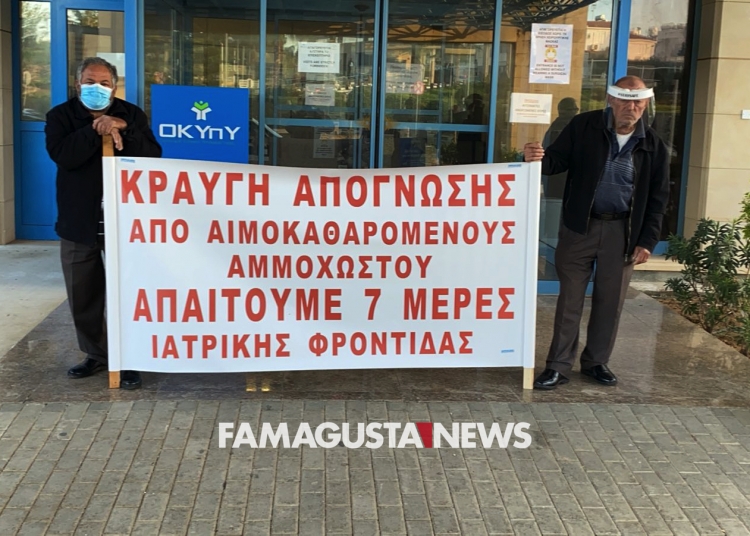 ΟΚΥπΥ
ΚΡΑΥΓΗ ΑΠΟΓΝΩΣΗΣ
ΑΠΟ ΑΙΜΟΚΑΘΑΡΟΜΕΝΟΥΣ
ΑΜΜΟΧΩΣΤΟΥ
ΑΠΑΙΤΟΥΜΕ 7 ΜΕΡΕΣ
ΙΑΤΡΙΚΗΣ ΦΡΟΝΤΙΔΑΣ
FAMAGUSTA NEWS